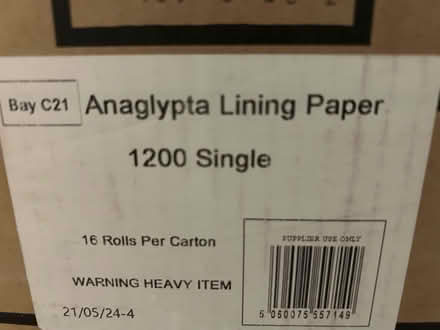 Bay C21
Anaglypta Lining Paper
1200 Single
16 Rolls Per Carton
SUPPLIER USE ONLY
WARNING HEAVY ITEM
21/05/24-4
5 060075 557149